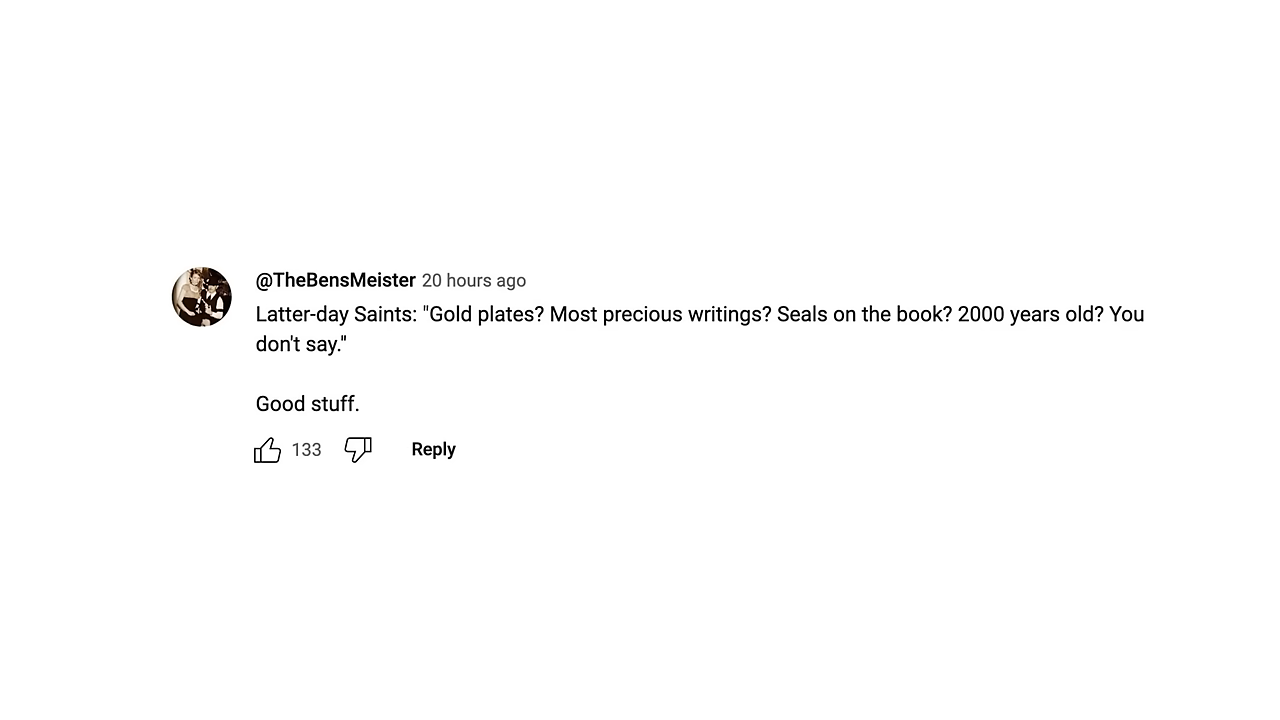 @TheBensMeister 20 hours ago
Latter-day Saints: "Gold plates? Most precious writings? Seals on the book? 2000 years old? You
don't say."
Good stuff.
133 Reply